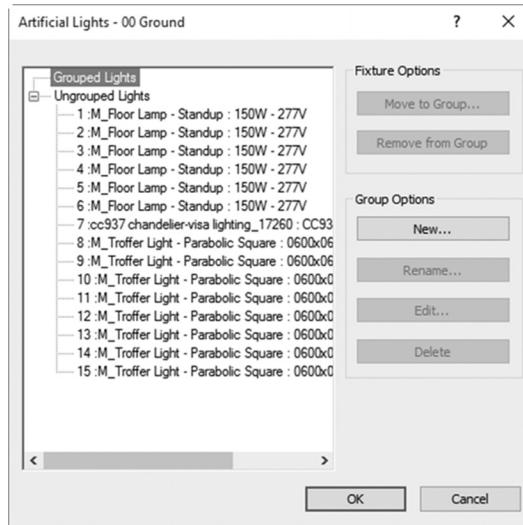 Artificial Lights - 00 Ground ? ×
Grouped Lights
Ungrouped Lights
1 :M_Floor Lamp - Standup : 150W - 277V
2 :M_Floor Lamp - Standup : 150W - 277V
3 :M_Floor Lamp - Standup : 150W - 277V
4 :M_Floor Lamp - Standup : 150W - 277V
5 :M_Floor Lamp - Standup : 150W - 277V
6 :M_Floor Lamp - Standup : 150W - 277V
7 :cc937 chandelier-visa lighting_17260 : CC93
8 :M_Troffer Light - Parabolic Square : 0600x06
9 :M_Troffer Light - Parabolic Square : 0600x06
10 :M_Troffer Light - Parabolic Square : 0600x0
11 :M_Troffer Light - Parabolic Square : 0600x0
12 :M_Troffer Light - Parabolic Square : 0600x0
13 :M_Troffer Light - Parabolic Square : 0600x0
14 :M_Troffer Light - Parabolic Square : 0600x0
15 :M_Troffer Light - Parabolic Square : 0600x0
Fixture Options
Move to Group...
Remove from Group
Group Options
New...
Rename...
Edit...
Delete
OK
Cancel